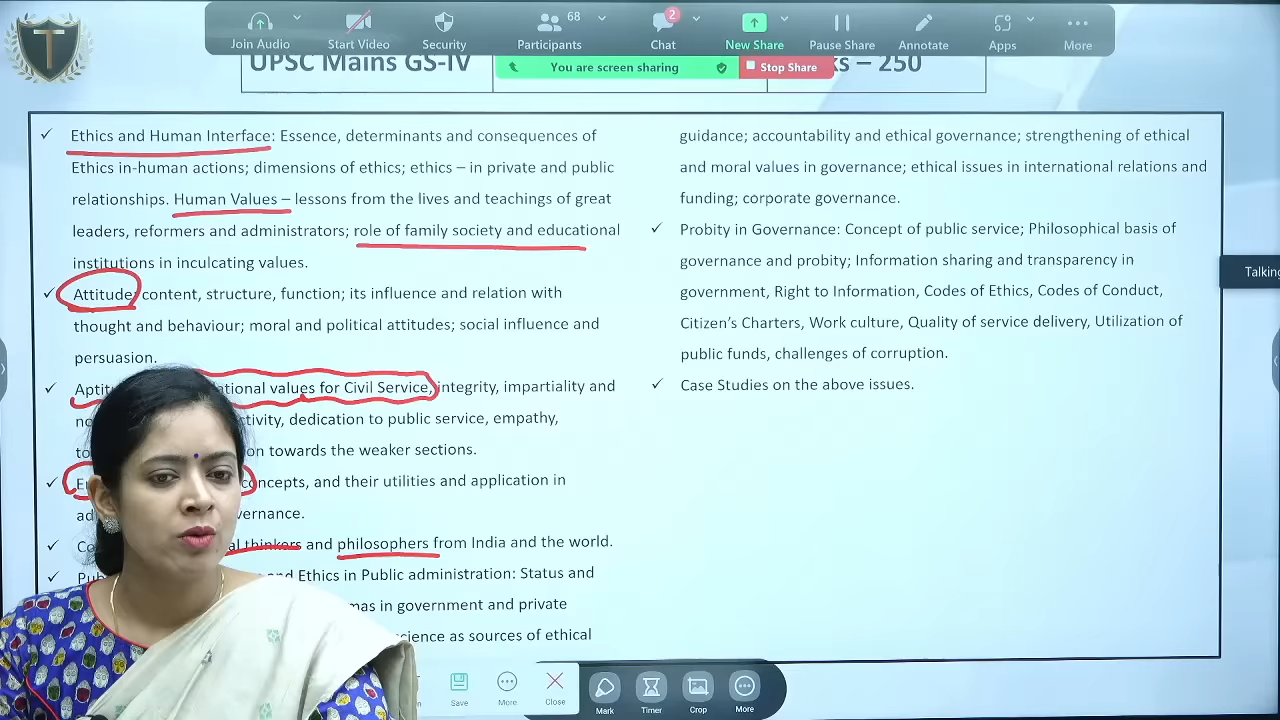 T
68
2
Join Audio
Start Video
Security
Participants
Chat
New Share
Pause Share
Annotate
Apps
More
UPSC Mains GS-IV
You are screen sharing
Stop Share
– 250
Ethics and Human Interface: Essence, determinants and consequences of
Ethics in-human actions; dimensions of ethics; ethics – in private and public
relationships. Human Values – lessons from the lives and teachings of great
leaders, reformers and administrators; role of family society and educational
institutions in inculcating values.
Attitude content, structure, function; its influence and relation with
thought and behaviour; moral and political attitudes; social influence and
persuasion.
values for Civil Service, integrity, impartiality and
dedication to public service, empathy,
towards the weaker sections.
concepts, and their utilities and application in
thinkers and philosophers from India and the world.
and Ethics in Public administration: Status and
in government and private
as sources of ethical
guidance; accountability and ethical governance; strengthening of ethical
and moral values in governance; ethical issues in international relations and
funding; corporate governance.
Probity in Governance: Concept of public service; Philosophical basis of
governance and probity; Information sharing and transparency in
government, Right to Information, Codes of Ethics, Codes of Conduct,
Citizen's Charters, Work culture, Quality of service delivery, Utilization of
public funds, challenges of corruption.
Case Studies on the above issues.
Talking
Save
More
Close
Mark
Timer
Crop
More